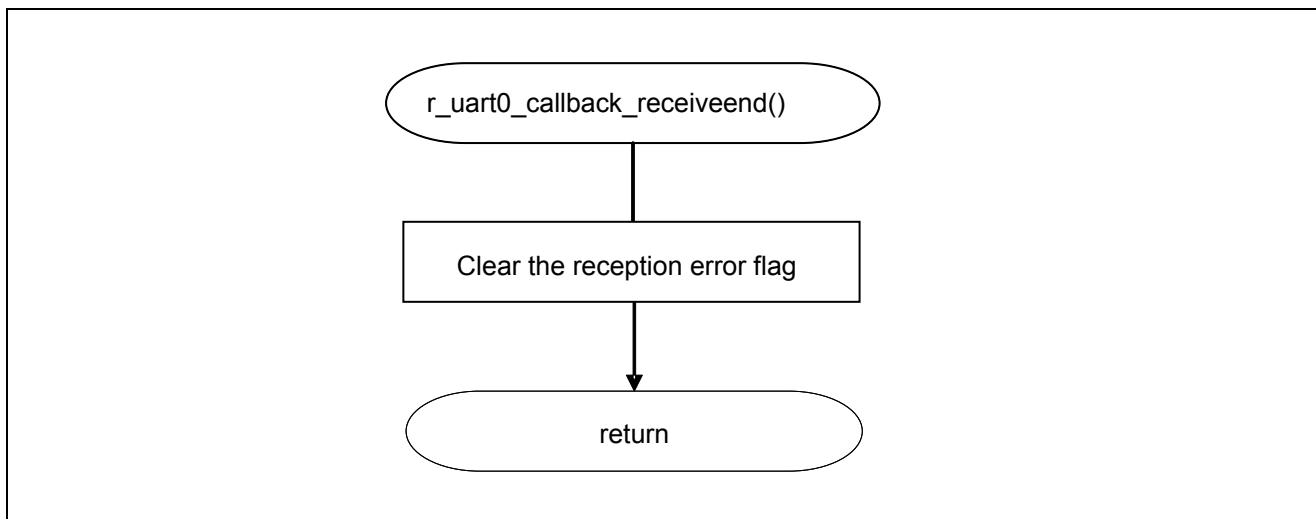 r_uart0_callback_receiveend()
Clear the reception error flag
return